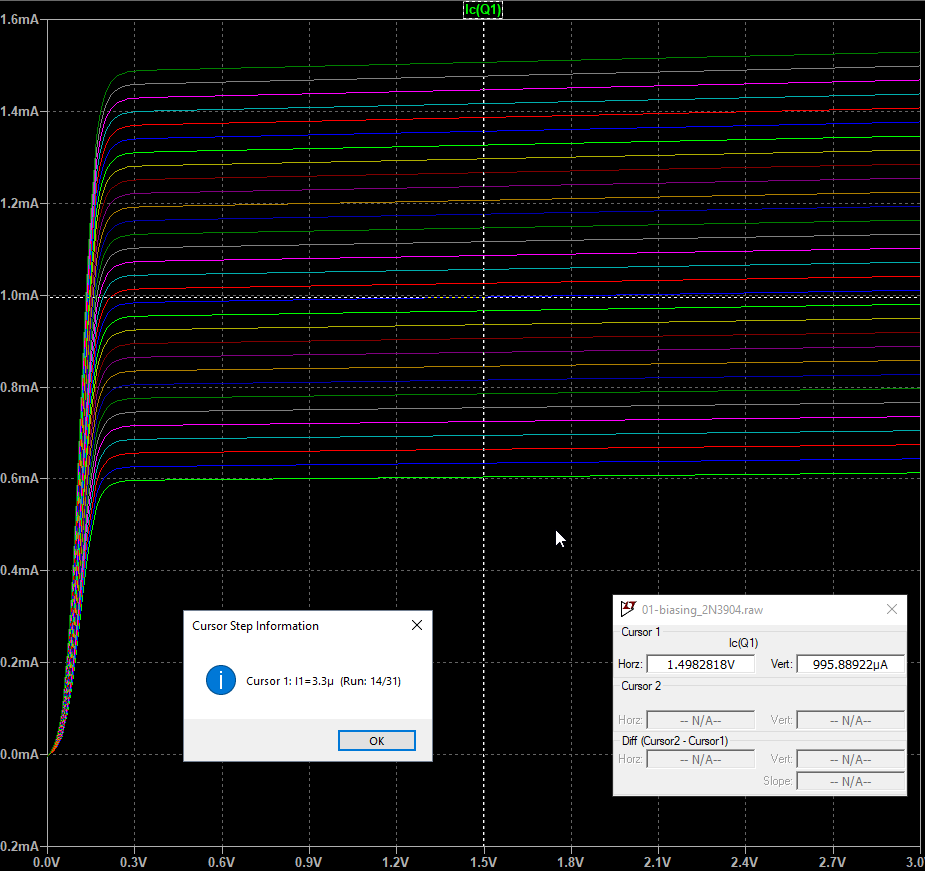 Ic(Q1)
1.6mA
1.4mA
1.2mA
1.0mA
0.8mA
0.6mA
0.4mA
0.2mA
0.0mA
0.2mA
0.0V 0.3V 0.6V 0.9V 1.2V 1.5V 1.8V 2.1V 2.4V 2.7V 3.0
Cursor Step Information
Cursor 1: I1=3.3µ (Run: 14/31)
OK
01-biasing_2N3904.raw
Cursor 1
Ic(Q1)
Horz: 1.4982818V Vert: 995.88922µA
Cursor 2
Horz: -- N/A-- Vert: -- N/A--
Diff (Cursor2 - Cursor1)
Horz: -- N/A-- Vert: -- N/A--
Slope: -- N/A--